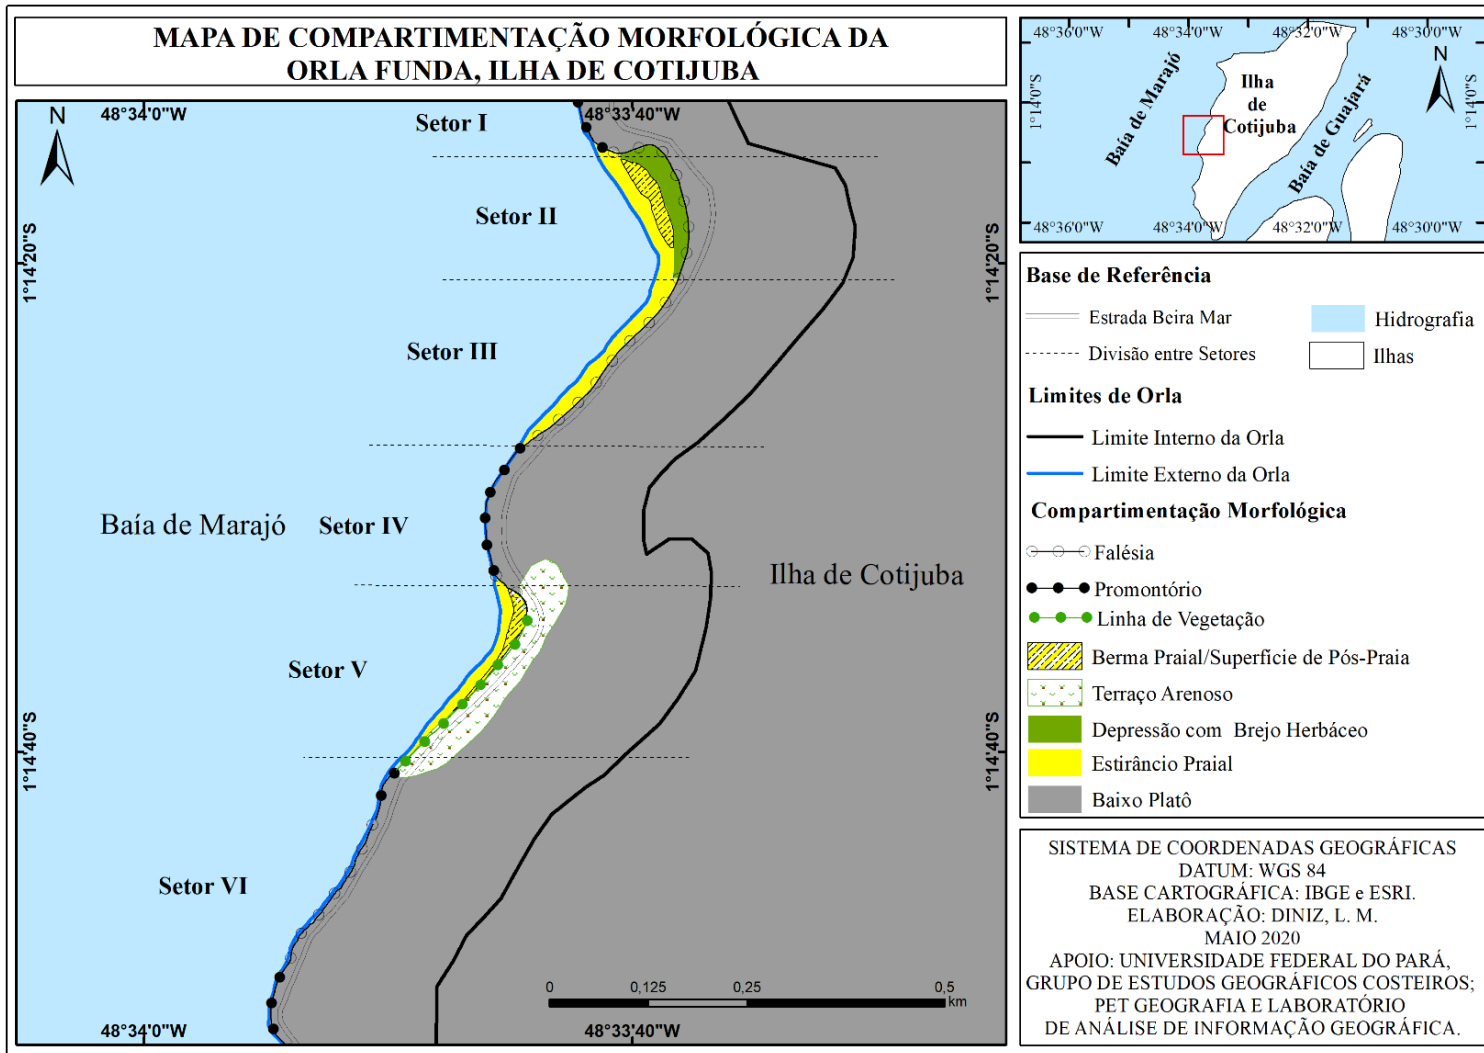 MAPA DE COMPARTIMENTAÇÃO MORFOLÓGICA DA
ORLA FUNDA, ILHA DE COTIJUBA
N
48°34'0"W
48°33'40"W
Setor I
Setor II
1°14'20"S
1°14'20"S
Setor III
Baía de Marajó
Setor IV
Ilha de Cotijuba
Setor V
1°14'40"S
1°14'40"S
Setor VI
0
0,125
0,25
0,5
km
48°34'0"W
48°33'40"W
48°36'0"W
48°34'0"W
48°32'0"W
48°30'0"W
N
1°14'0"S
1°14'0"S
Baía de Marajó
Ilha
de
Cotijuba
Baía de Guajará
48°36'0"W
48°34'0"W
48°32'0"W
48°30'0"W
Base de Referência
Estrada Beira Mar
Hidrografia
Divisão entre Setores
Ilhas
Limites de Orla
Limite Interno da Orla
Limite Externo da Orla
Compartimentação Morfológica
Falésia
Promontório
Linha de Vegetação
Berma Praial/Superfície de Pós-Praia
Terraço Arenoso
Depressão com Brejo Herbáceo
Estirâncio Praial
Baixo Platô
SISTEMA DE COORDENADAS GEOGRÁFICAS
DATUM: WGS 84
BASE CARTOGRÁFICA: IBGE e ESRI.
ELABORAÇÃO: DINIZ, L. M.
MAIO 2020
APOIO: UNIVERSIDADE FEDERAL DO PARÁ,
GRUPO DE ESTUDOS GEOGRÁFICOS COSTEIROS;
PET GEOGRAFIA E LABORATÓRIO
DE ANÁLISE DE INFORMAÇÃO GEOGRÁFICA.